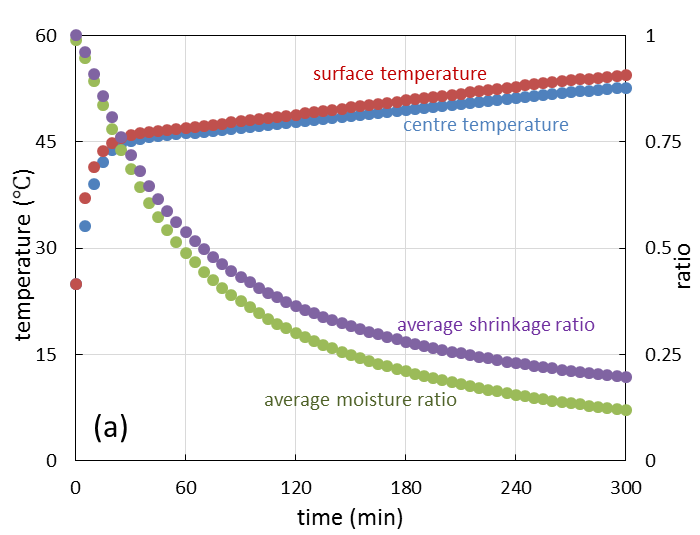 60
1
surface temperature
centre temperature
45
0.75
temperature (°C)
30
0.5
ratio
average shrinkage ratio
15
0.25
average moisture ratio
(a)
0
0
0
60
120
180
240
300
time (min)